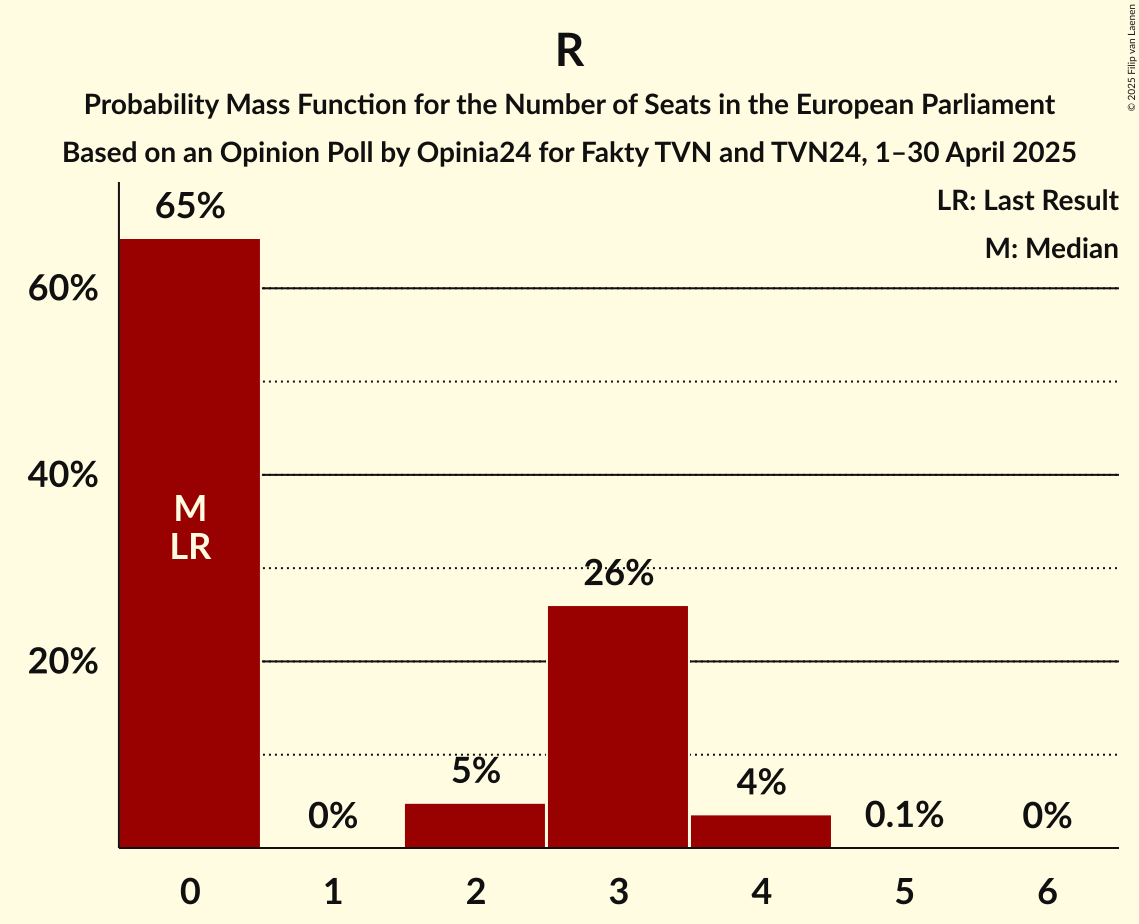 © 2025 Filip van Laenen
R
Probability Mass Function for the Number of Seats in the European Parliament
Based on an Opinion Poll by Opinia24 for Fakty TVN and TVN24, 1–30 April 2025
LR: Last Result
M: Median
65%
60%
40%
20%
M
LR
0%
5%
26%
4%
0.1%
0%
0 1 2 3 4 5 6